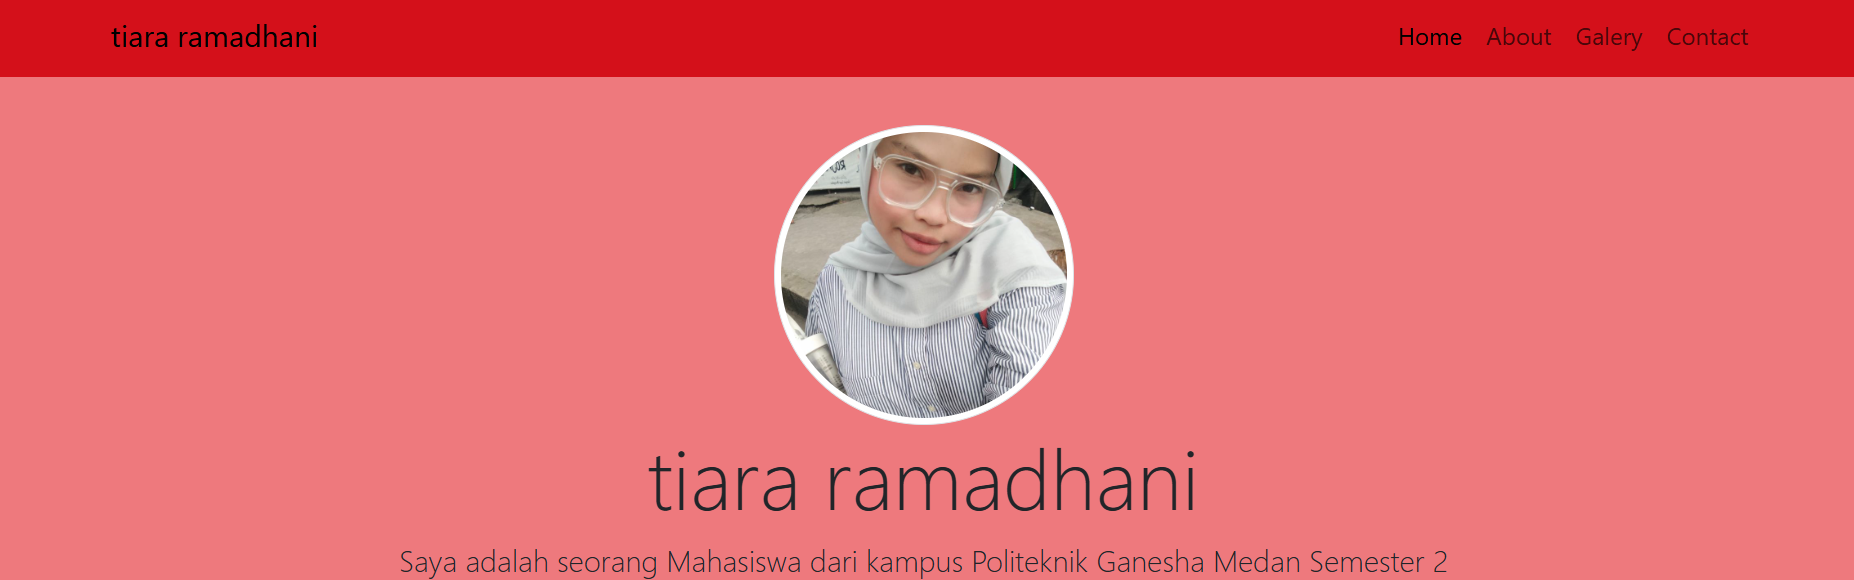 tiara ramadhani
Home About Galery Contact
tiara ramadhani
Saya adalah seorang Mahasiswa dari kampus Politeknik Ganesha Medan Semester 2